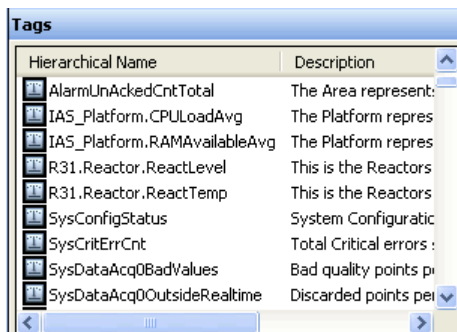 Tags
Hierarchical Name Description
AlarmUnAckedCntTotal The Area represents
IAS_Platform.CPULoadAvg The Platform repres
IAS_Platform.RAMAvailableAvg The Platform repres
R31.Reactor.ReactLevel This is the Reactors
R31.Reactor.ReactTemp This is the Reactors
SysConfigStatus System Configuratic
SysCritErrCnt Total Critical errors s
SysDataAcq0BadValues Bad quality points pe
SysDataAcq0OutsideRealtime Discarded points per